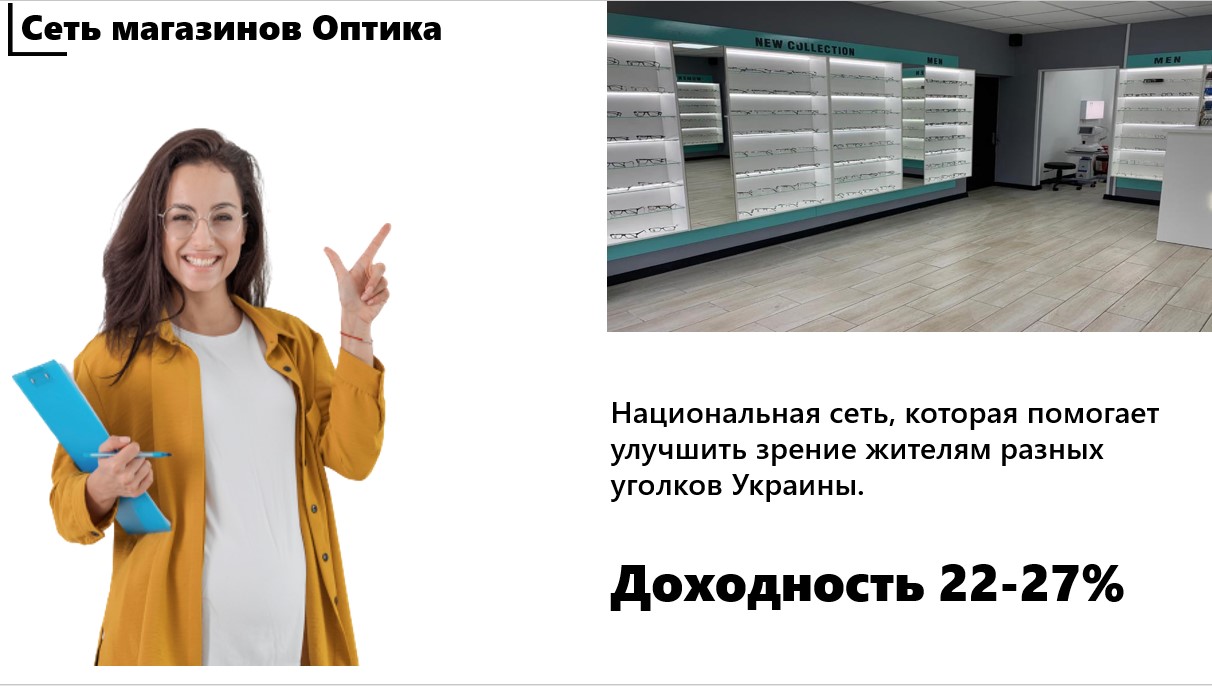 Сеть магазинов Оптика
NEW COLLECTION
MEN
MEN
Национальная сеть, которая помогает
улучшить зрение жителям разных
уголков Украины.
Доходность 22-27%